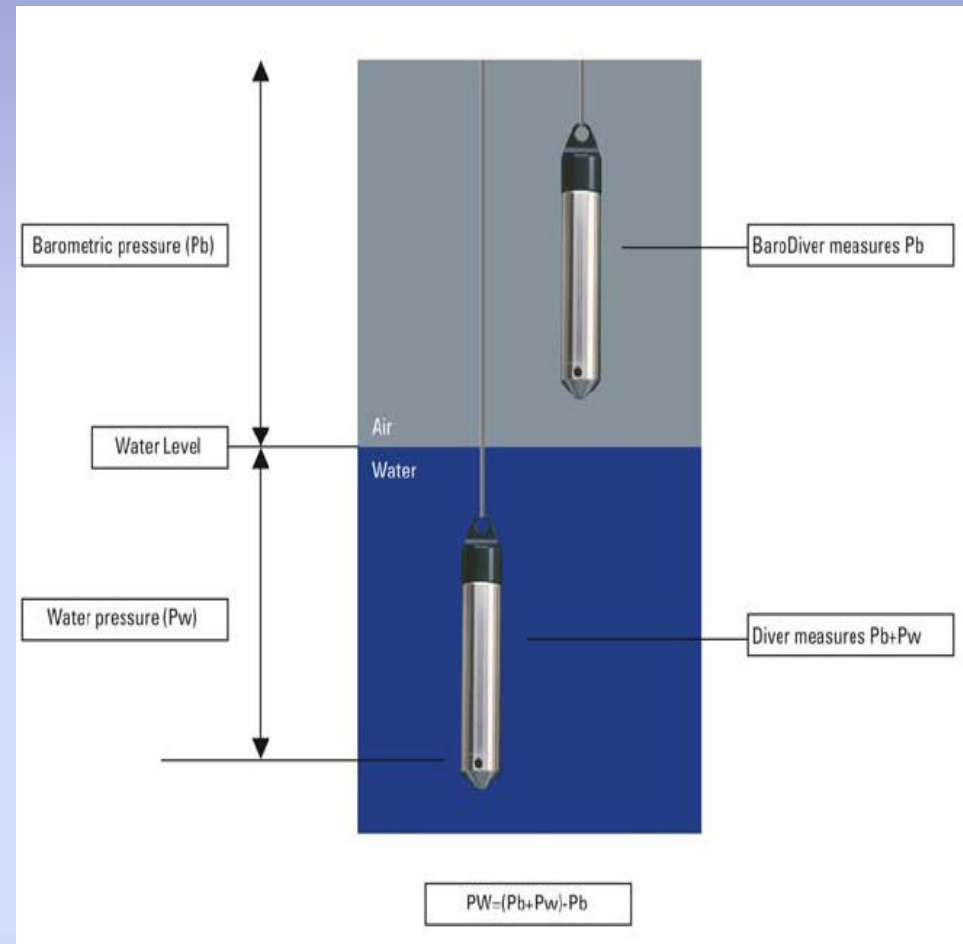 Barometric pressure (Pb)
BaroDiver measures Pb
Air
Water Level
Water
Water pressure (Pw)
Diver measures Pb+Pw
PW=(Pb+Pw)-Pb